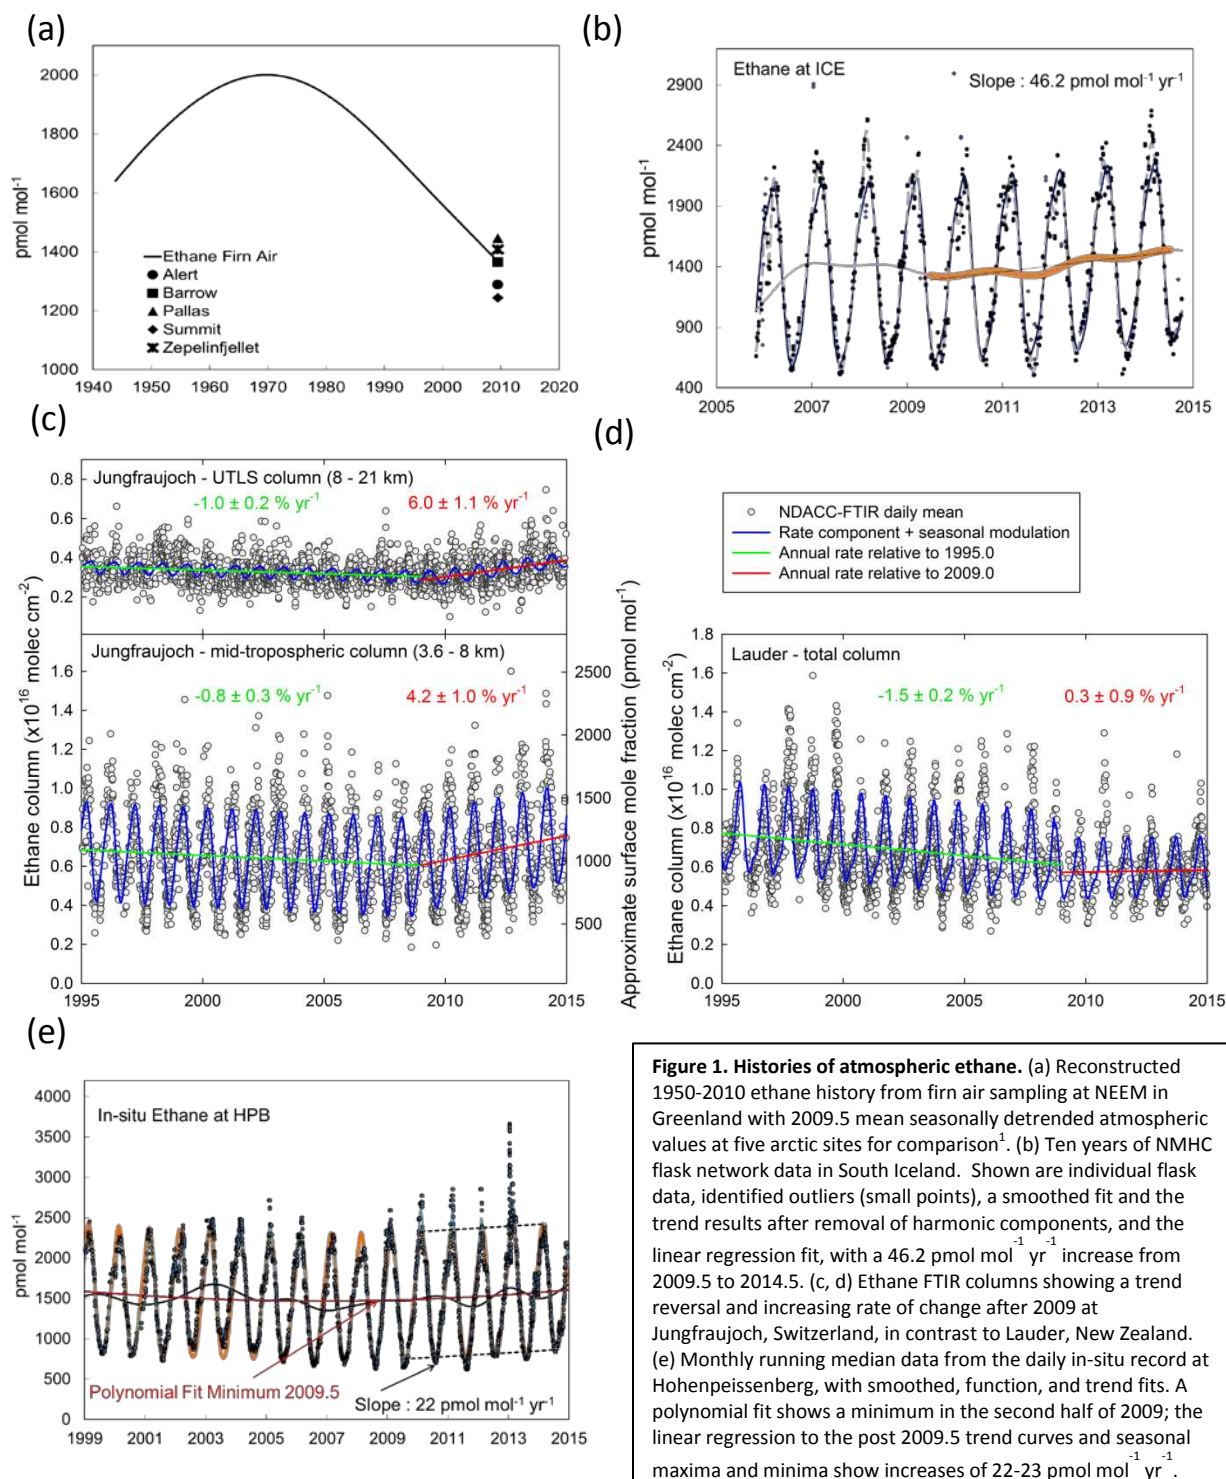 (a)
pmol mol⁻¹
2000
1800
1600
1400
1200
1000
Ethane Firn Air
Alert
Barrow
Pallas
Summit
Zepelinfjellet
1940 1950 1960 1970 1980 1990 2000 2010 2020
(b)
pmol mol⁻¹
Ethane at ICE
Slope : 46.2 pmol mol⁻¹ yr⁻¹
2900
2400
1900
1400
900
400
2005 2007 2009 2011 2013 2015
(c)
Ethane column (x10¹⁶ molec cm⁻²)
Jungfraujoch - UTLS column (8 - 21 km)
-1.0 ± 0.2 % yr⁻¹ 6.0 ± 1.1 % yr⁻¹
0.8
0.6
0.4
0.2
Jungfraujoch - mid-tropospheric column (3.6 - 8 km)
-0.8 ± 0.3 % yr⁻¹ 4.2 ± 1.0 % yr⁻¹
1.6
1.4
1.2
1.0
0.8
0.6
0.4
0.2
0.0
2500
2000
1500
1000
500
Approximate surface mole fraction (pmol mol⁻¹)
1995 2000 2005 2010 2015
(d)
NDACC-FTIR daily mean
Rate component + seasonal modulation
Annual rate relative to 1995.0
Annual rate relative to 2009.0
Ethane column (x10¹⁶ molec cm⁻²)
Lauder - total column
-1.5 ± 0.2 % yr⁻¹ 0.3 ± 0.9 % yr⁻¹
1.8
1.6
1.4
1.2
1.0
0.8
0.6
0.4
0.2
0.0
1995 2000 2005 2010 2015
(e)
pmol mol⁻¹
In-situ Ethane at HPB
4000
3500
3000
2500
2000
1500
1000
500
0
Polynomial Fit Minimum 2009.5
Slope : 22 pmol mol⁻¹ yr⁻¹
1999 2001 2003 2005 2007 2009 2011 2013 2015
Figure 1. Histories of atmospheric ethane. (a) Reconstructed
1950-2010 ethane history from firn air sampling at NEEM in
Greenland with 2009.5 mean seasonally detrended atmospheric
values at five arctic sites for comparison¹. (b) Ten years of NMHC
flask network data in South Iceland. Shown are individual flask
data, identified outliers (small points), a smoothed fit and the
trend results after removal of harmonic components, and the
linear regression fit, with a 46.2 pmol mol⁻¹ yr⁻¹ increase from
2009.5 to 2014.5. (c, d) Ethane FTIR columns showing a trend
reversal and increasing rate of change after 2009 at
Jungfraujoch, Switzerland, in contrast to Lauder, New Zealand.
(e) Monthly running median data from the daily in-situ record at
Hohenpeissenberg, with smoothed, function, and trend fits. A
polynomial fit shows a minimum in the second half of 2009; the
linear regression to the post 2009.5 trend curves and seasonal
maxima and minima show increases of 22-23 pmol mol⁻¹ yr⁻¹.